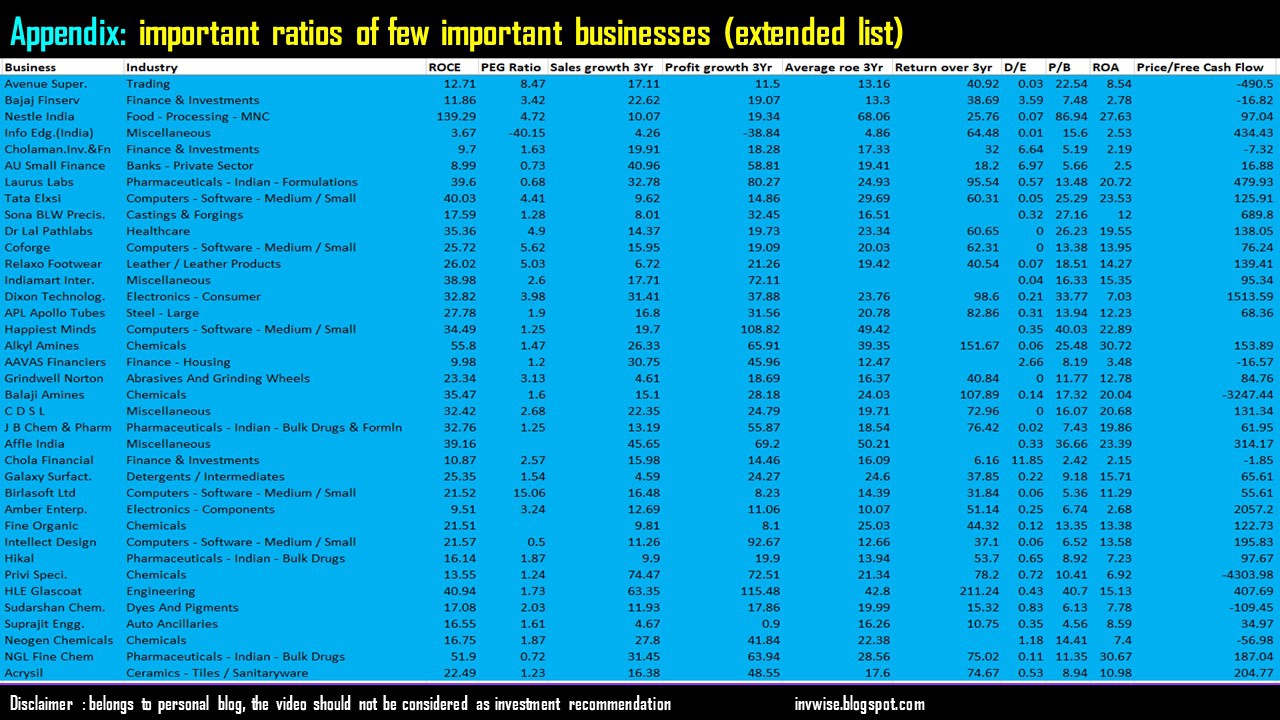 Appendix: important ratios of few important businesses (extended list)
Business Industry ROCE PEG Ratio Sales growth 3Yr Profit growth 3Yr Average roe 3Yr Return over 3yr D/E P/B ROA Price/Free Cash Flow
Avenue Super. Trading 12.71 8.47 17.11 11.5 13.16 40.92 0.03 22.54 8.54 -490.5
Bajaj Finserv Finance & Investments 11.86 3.42 22.62 19.07 13.3 38.69 3.59 7.48 2.78 -16.82
Nestle India Food - Processing - MNC 139.29 4.72 10.07 19.34 68.06 25.76 0.07 86.94 27.63 97.04
Info Edg.(India) Miscellaneous 3.67 -40.15 4.26 -38.84 4.86 64.48 0.01 15.6 2.53 434.43
Cholaman.Inv.&Fn Finance & Investments 9.7 1.63 19.91 18.28 17.33 32 6.64 5.19 2.19 -7.32
AU Small Finance Banks - Private Sector 8.99 0.73 40.96 58.81 19.41 18.2 6.97 5.66 2.5 16.88
Laurus Labs Pharmaceuticals - Indian - Formulations 39.6 0.68 32.78 80.27 24.93 95.54 0.57 13.48 20.72 479.93
Tata Elxsi Computers - Software - Medium / Small 40.03 4.41 9.62 14.86 29.69 60.31 0.05 25.29 23.53 125.91
Sona BLW Precis. Castings & Forgings 17.59 1.28 8.01 32.45 16.51 0.32 27.16 12 689.8
Dr Lal Pathlabs Healthcare 35.36 4.9 14.37 19.73 23.34 60.65 0 26.23 19.55 138.05
Coforge Computers - Software - Medium / Small 25.72 5.62 15.95 19.09 20.03 62.31 0 13.38 13.95 76.24
Relaxo Footwear Leather / Leather Products 26.02 5.03 6.72 21.26 19.42 40.54 0.07 18.51 14.27 139.41
Indiamart Inter. Miscellaneous 38.98 2.6 17.71 72.11 0.04 16.33 15.35 95.34
Dixon Technolog. Electronics - Consumer 32.82 3.98 31.41 37.88 23.76 98.6 0.21 33.77 7.03 1513.59
APL Apollo Tubes Steel - Large 27.78 1.9 16.8 31.56 20.78 82.86 0.31 13.94 12.23 68.36
Happiest Minds Computers - Software - Medium / Small 34.49 1.25 19.7 108.82 49.42 0.35 40.03 22.89
Alkyl Amines Chemicals 55.8 1.47 26.33 65.91 39.35 151.67 0.06 25.48 30.72 153.89
AAVAS Financiers Finance - Housing 9.98 1.2 30.75 45.96 12.47 2.66 8.19 3.48 -16.57
Grindwell Norton Abrasives And Grinding Wheels 23.34 3.13 4.61 18.69 16.37 40.84 0 11.77 12.78 84.76
Balaji Amines Chemicals 35.47 1.6 15.1 28.18 24.03 107.89 0.14 17.32 20.04 -3247.44
C D S L Miscellaneous 32.42 2.68 22.35 24.79 19.71 72.96 0 16.07 20.68 131.34
J B Chem & Pharm Pharmaceuticals - Indian - Bulk Drugs & Formln 32.76 1.25 13.19 55.87 18.54 76.42 0.02 7.43 19.86 61.95
Affle India Miscellaneous 39.16 45.65 69.2 50.21 0.33 36.66 23.39 314.17
Chola Financial Finance & Investments 10.87 2.57 15.98 14.46 16.09 6.16 11.85 2.42 2.15 -1.85
Galaxy Surfact. Detergents / Intermediates 25.35 1.54 4.59 24.27 24.6 37.85 0.22 9.18 15.71 65.61
Birlasoft Ltd Computers - Software - Medium / Small 21.52 15.06 16.48 8.23 14.39 31.84 0.06 5.36 11.29 55.61
Amber Enterp. Electronics - Components 9.51 3.24 12.69 11.06 10.07 51.14 0.25 6.74 2.68 2057.2
Fine Organic Chemicals 21.51 9.81 8.1 25.03 44.32 0.12 13.35 13.38 122.73
Intellect Design Computers - Software - Medium / Small 21.57 0.5 11.26 92.67 12.66 37.1 0.06 6.52 13.58 195.83
Hikal Pharmaceuticals - Indian - Bulk Drugs 16.14 1.87 9.9 19.9 13.94 53.7 0.65 8.92 7.23 97.67
Privi Speci. Chemicals 13.55 1.24 74.47 72.51 21.34 78.2 0.72 10.41 6.92 -4303.98
HLE Glascoat Engineering 40.94 1.73 63.35 115.48 42.8 211.24 0.43 40.7 15.13 407.69
Sudarshan Chem. Dyes And Pigments 17.08 2.03 11.93 17.86 19.99 15.32 0.83 6.13 7.78 -109.45
Suprajit Engg. Auto Ancillaries 16.55 1.61 4.67 0.9 16.26 10.75 0.35 4.56 8.59 34.97
Neogen Chemicals Chemicals 16.75 1.87 27.8 41.84 22.38 1.18 14.41 7.4 -56.98
NGL Fine Chem Pharmaceuticals - Indian - Bulk Drugs 51.9 0.72 31.45 63.94 28.56 75.02 0.11 11.35 30.67 187.04
Acrysil Ceramics - Tiles / Sanitaryware 22.49 1.23 16.38 48.55 17.6 74.67 0.53 8.94 10.98 204.77
Disclaimer : belongs to personal blog, the video should not be considered as investment recommendation invwise.blogspot.com